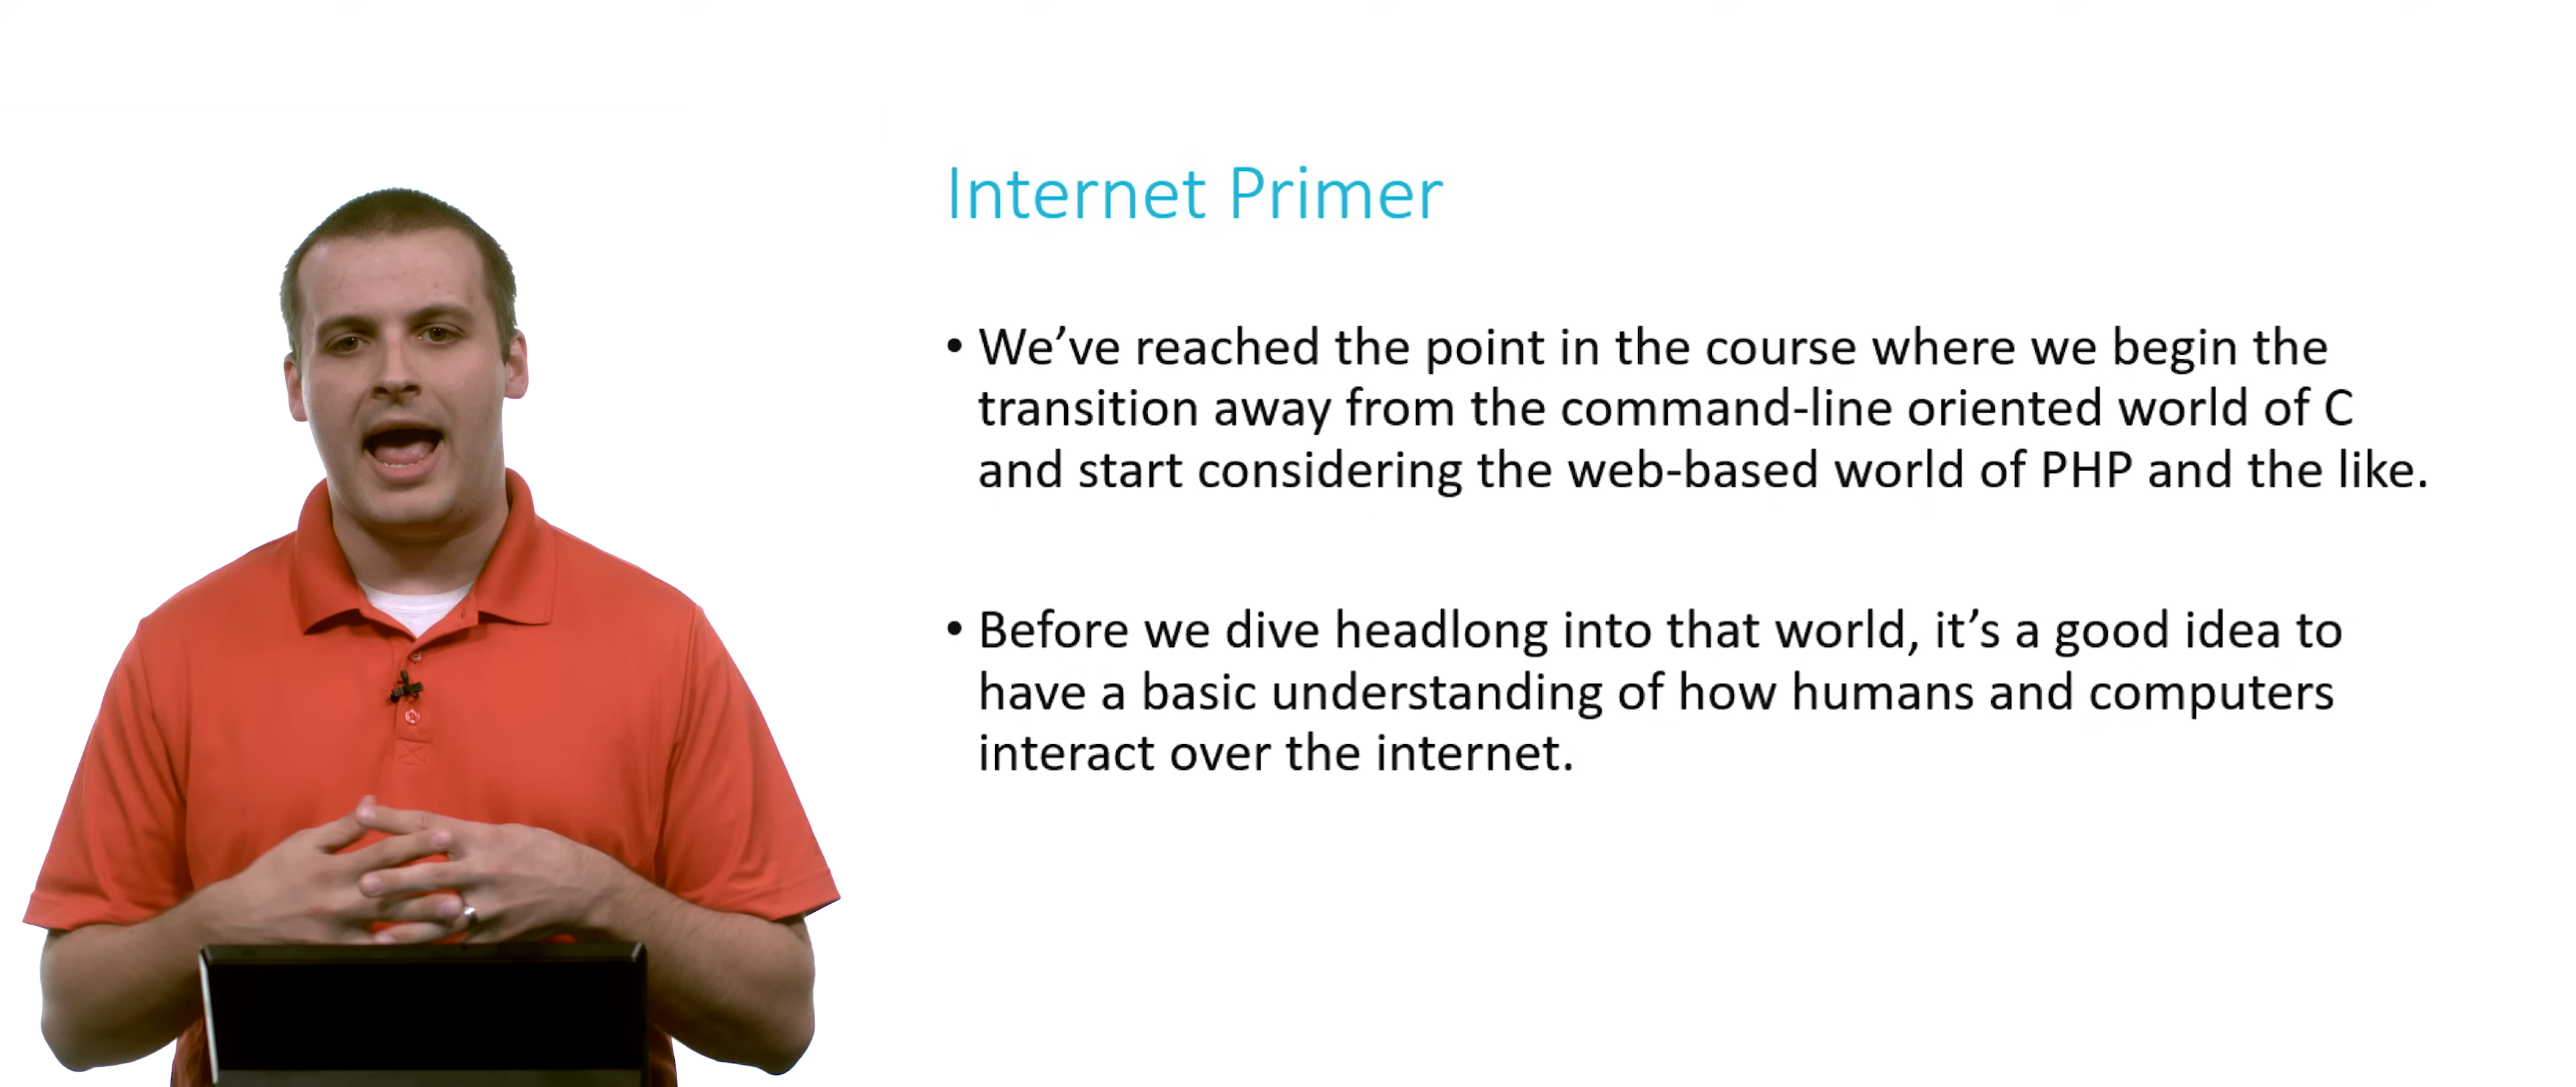 Internet Primer
• We’ve reached the point in the course where we begin the
transition away from the command-line oriented world of C
and start considering the web-based world of PHP and the like.
• Before we dive headlong into that world, it’s a good idea to
have a basic understanding of how humans and computers
interact over the internet.